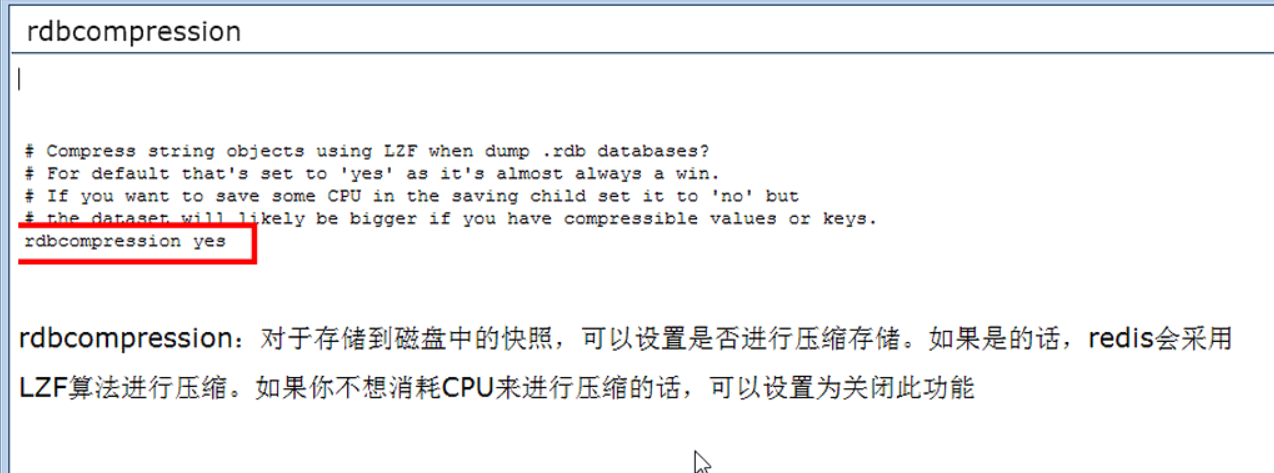 rdbcompression
# Compress string objects using LZF when dump .rdb databases?
# For default that's set to 'yes' as it's almost always a win.
# If you want to save some CPU in the saving child set it to 'no' but
# the dataset will likely be bigger if you have compressible values or keys.
rdbcompression yes
rdbcompression：对于存储到磁盘中的快照，可以设置是否进行压缩存储。如果是的话，redis会采用
LZF算法进行压缩。如果你不想消耗CPU来进行压缩的话，可以设置为关闭此功能